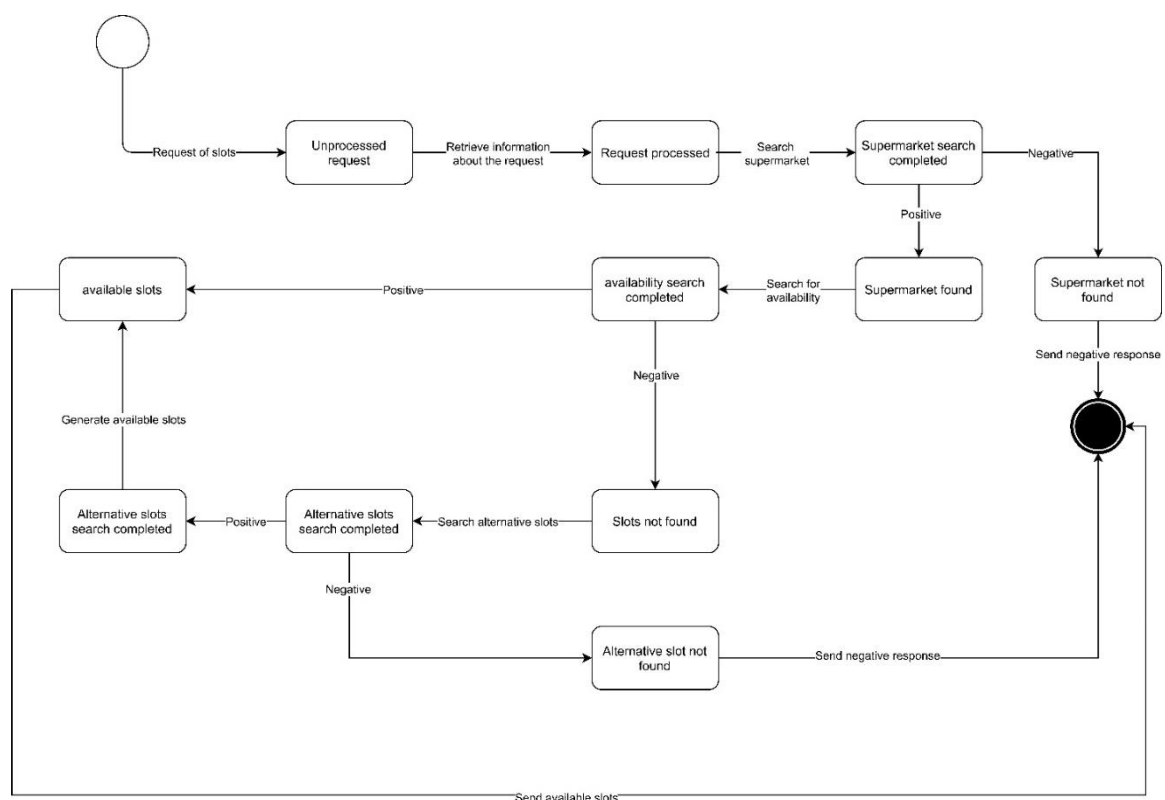 Request of slots
Unprocessed
request
Retrieve information
about the request
Request processed
Search
supermarket
Supermarket search
completed
Negative
Positive
available slots
Positive
availability search
completed
Search for
availability
Supermarket found
Supermarket not
found
Send negative response
Negative
Generate available slots
Alternative slots
search completed
Positive
Alternative slots
search completed
Search alternative slots
Slots not found
Negative
Alternative slot not
found
Send negative response
Send available slots